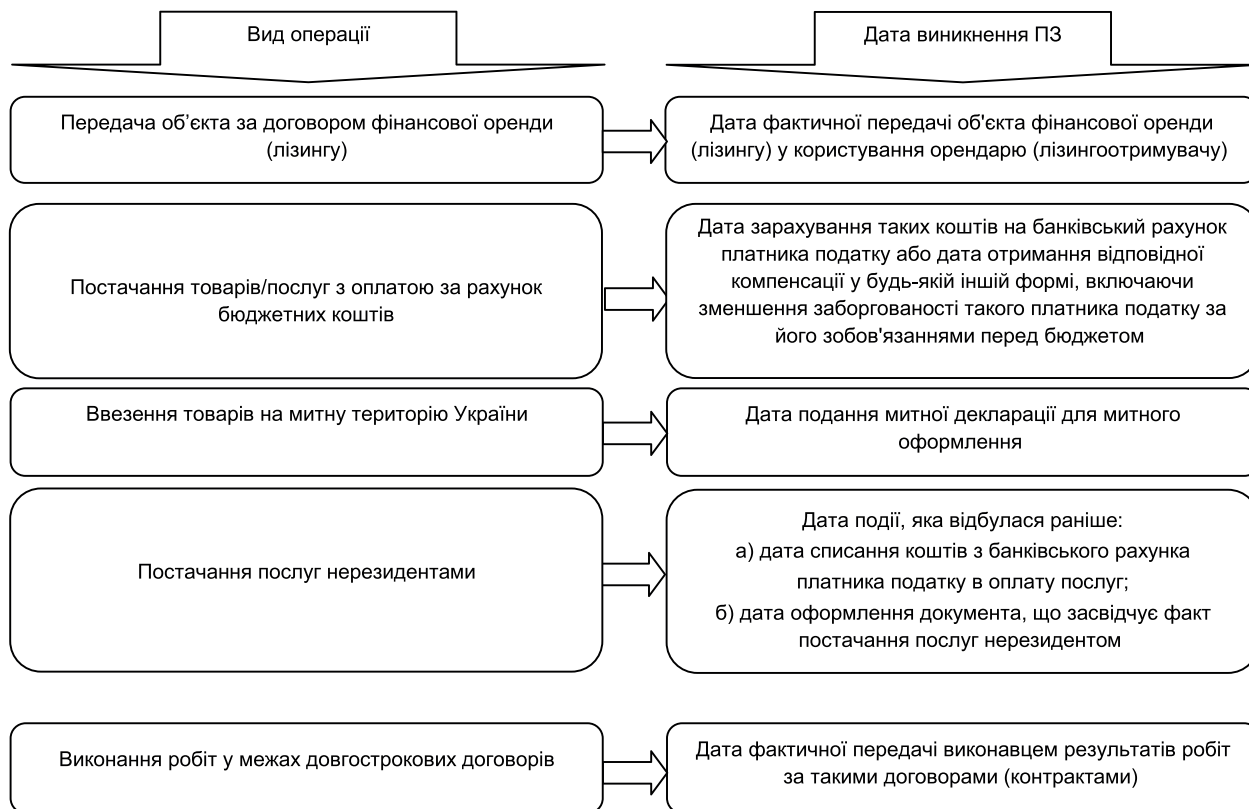 Вид операції
Дата виникнення ПЗ
Передача об’єкта за договором фінансової оренди
(лізингу)
Дата фактичної передачі об'єкта фінансової оренди
(лізингу) у користування орендарю (лізингоотримувачу)
Постачання товарів/послуг з оплатою за рахунок
бюджетних коштів
Дата зарахування таких коштів на банківський рахунок
платника податку або дата отримання відповідної
компенсації у будь-якій іншій формі, включаючи
зменшення заборгованості такого платника податку за
його зобов'язаннями перед бюджетом
Ввезення товарів на митну територію України
Дата подання митної декларації для митного
оформлення
Постачання послуг нерезидентами
Дата події, яка відбулася раніше:
а) дата списання коштів з банківського рахунка
платника податку в оплату послуг;
б) дата оформлення документа, що засвідчує факт
постачання послуг нерезидентом
Виконання робіт у межах довгострокових договорів
Дата фактичної передачі виконавцем результатів робіт
за такими договорами (контрактами)